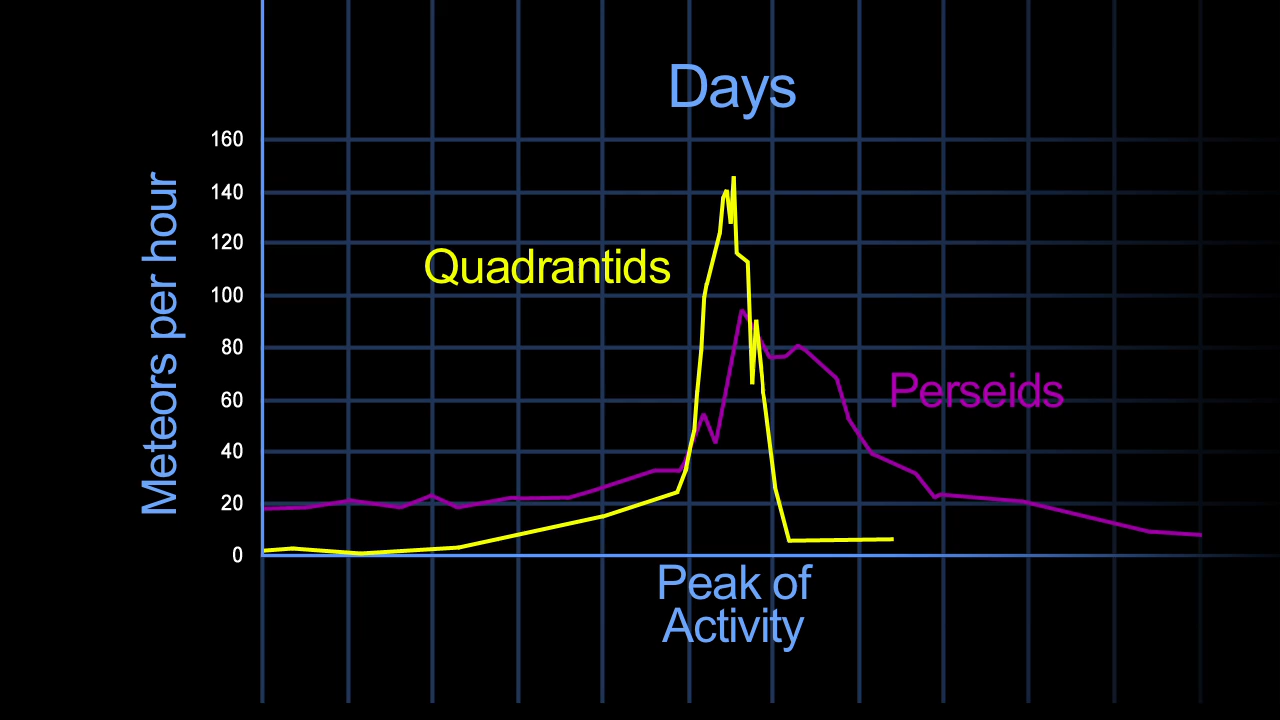 Days
160
140
120
100
80
60
40
20
0
Meteors per hour
Quadrantids
Perseids
Peak of
Activity